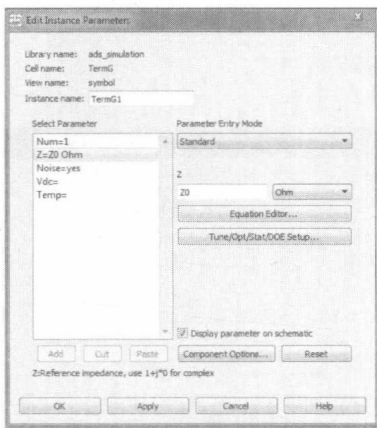 Edit Instance Parameters
Library name: ads_simulation
Cell name: TermG
View name: symbol
Instance name: TermG1
Select Parameter
Parameter Entry Mode
Num=1
Z=Z0 Ohm
Noise=yes
Vdc=
Temp=
Standard
Z
Z0 Ohm
Equation Editor...
Tune/Opt/Stat/DOE Setup...
Display parameter on schematic
Add Cut Paste Component Options... Reset
Z:Reference impedance, use 1+j*0 for complex
OK Apply Cancel Help